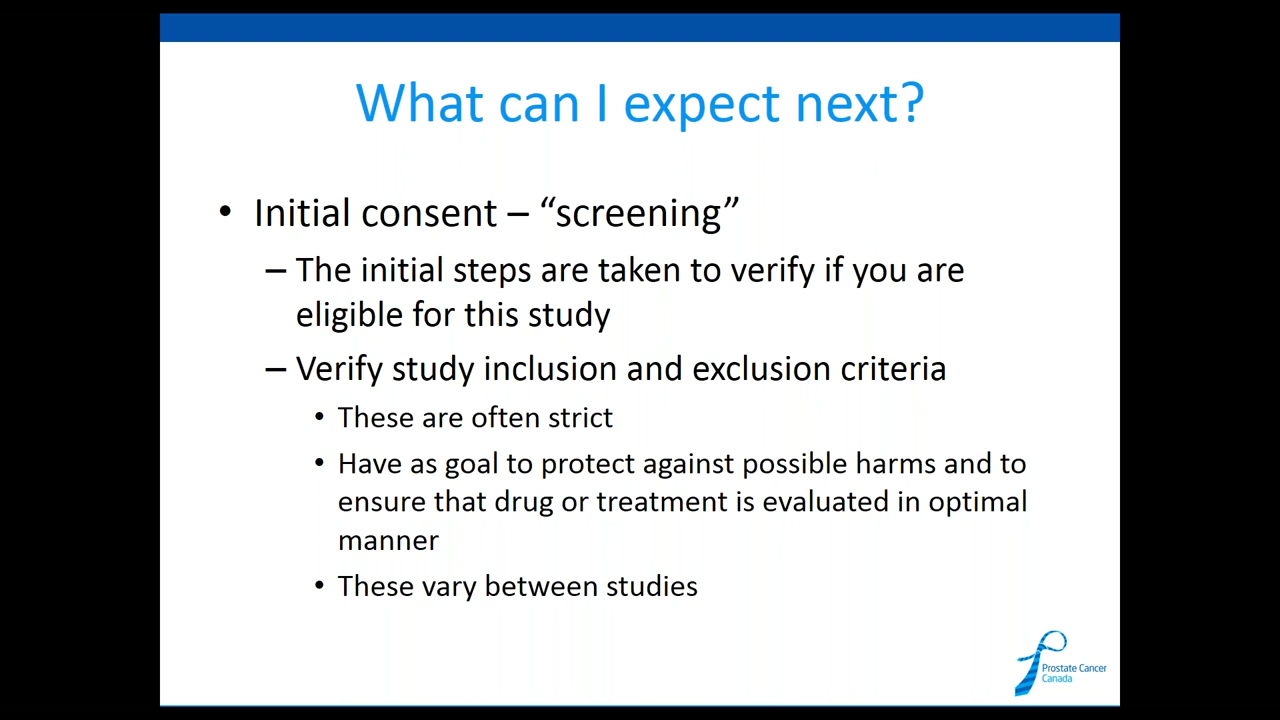 What can I expect next?
• Initial consent – “screening”
– The initial steps are taken to verify if you are
eligible for this study
– Verify study inclusion and exclusion criteria
• These are often strict
• Have as goal to protect against possible harms and to
ensure that drug or treatment is evaluated in optimal
manner
• These vary between studies
Prostate Cancer
Canada